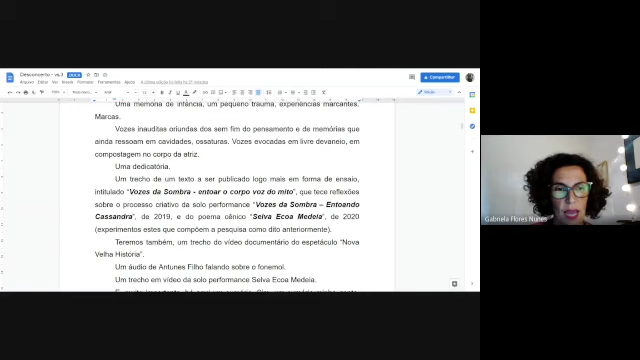 Desconcerto - vs.3 .DOCX
Arquivo Editar Ver Inserir Formatar Ferramentas Ajuda
Compartilhar
100%
Edição
Uma memória de infância, um pequeno trauma, experiências marcantes.
Marcas.
Vozes inauditas oriundas dos sem fim do pensamento e de memórias que
ainda ressoam em cavidades, ossaturas. Vozes evocadas em livre devaneio, em
compostagem no corpo da atriz.
Uma dedicatória.
Um trecho de um texto a ser publicado logo mais em forma de ensaio,
intitulado "Vozes da Sombra - entoar o corpo voz do mito", que tece reflexões
sobre o processo criativo da solo performance "Vozes da Sombra – Entoando
Cassandra", de 2019, e do poema cênico "Selva Ecoa Medeia", de 2020
(experimentos estes que compõem a pesquisa como dito anteriormente).
Teremos também, um trecho do vídeo documentário do espetáculo "Nova
Velha História".
Um áudio de Antunes Filho falando sobre o fonemol.
Um trecho em vídeo da solo performance Selva Ecoa Medeia.
Gabriela Flores Nunes